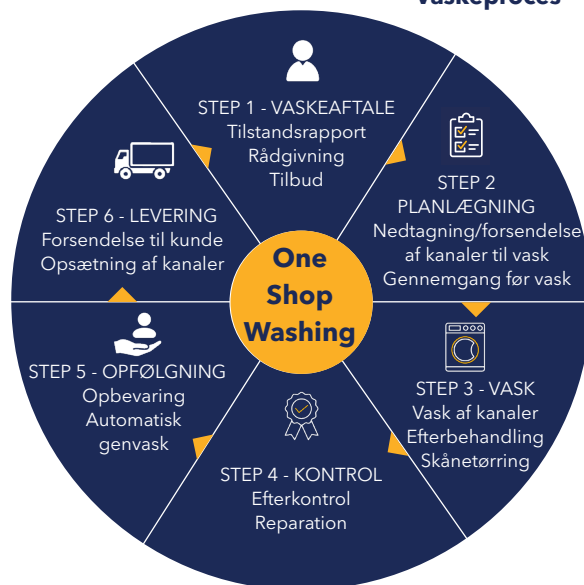 Vaskeproces
STEP 1 - VASKEAFTALE
Tilstandsrapport
Rådgivning
Tilbud
STEP 2
PLANLÆGNING
Nedtagning/forsendelse
af kanaler til vask
Gennemgang før vask
STEP 3 - VASK
Vask af kanaler
Efterbehandling
Skånetørring
STEP 4 - KONTROL
Efterkontrol
Reparation
STEP 5 - OPFØLGNING
Opbevaring
Automatisk
genvask
STEP 6 - LEVERING
Forsendelse til kunde
Opsætning af kanaler
One
Shop
Washing